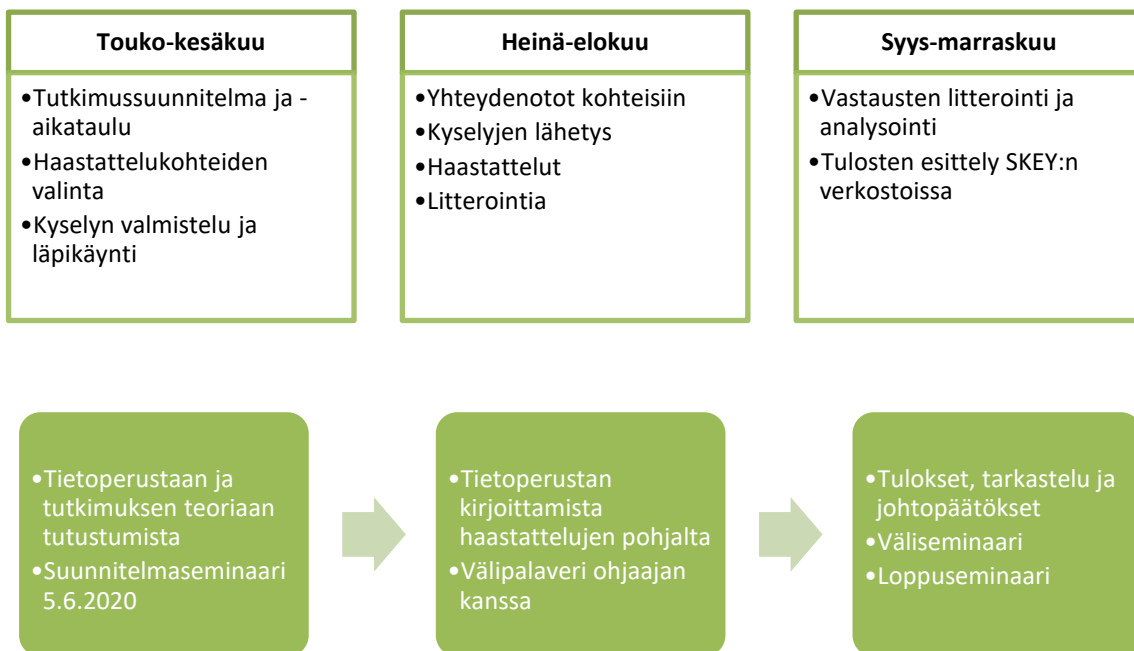 Touko-kesäkuu
•Tutkimussuunnitelma ja -
aikataulu
•Haastattelukohteiden
valinta
•Kyselyn valmistelu ja
läpikäynti
Heinä-elokuu
•Yhteydenotot kohteisiin
•Kyselyjen lähetys
•Haastattelut
•Litterointia
Syys-marraskuu
•Vastausten litterointi ja
analysointi
•Tulosten esittely SKEY:n
verkostoissa
•Tietoperustaan ja
tutkimuksen teoriaan
tutustumista
•Suunnitelmaseminaari
5.6.2020
•Tietoperustan
kirjoittamista
haastattelujen pohjalta
•Välipalaveri ohjaajan
kanssa
•Tulokset, tarkastelu ja
johtopäätökset
•Väliseminaari
•Loppuseminaari